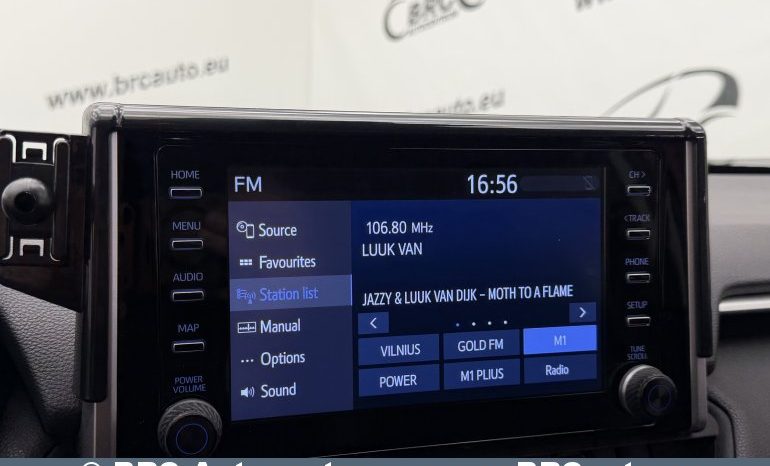 BRC
www.brcauto.eu
HOME
MENU
AUDIO
MAP
POWER
VOLUME
FM
16:56
Source
Favourites
Station list
Manual
Options
Sound
106.80 MHz
LUUK VAN
JAZZY & LUUK VAN DIJK - MOTH TO A FLAME
<
>
VILNIUS
GOLD FM
M1
POWER
M1 PLIUS
Radio
CH >
< TRACK
PHONE
SETUP
TUNE
SCROLL